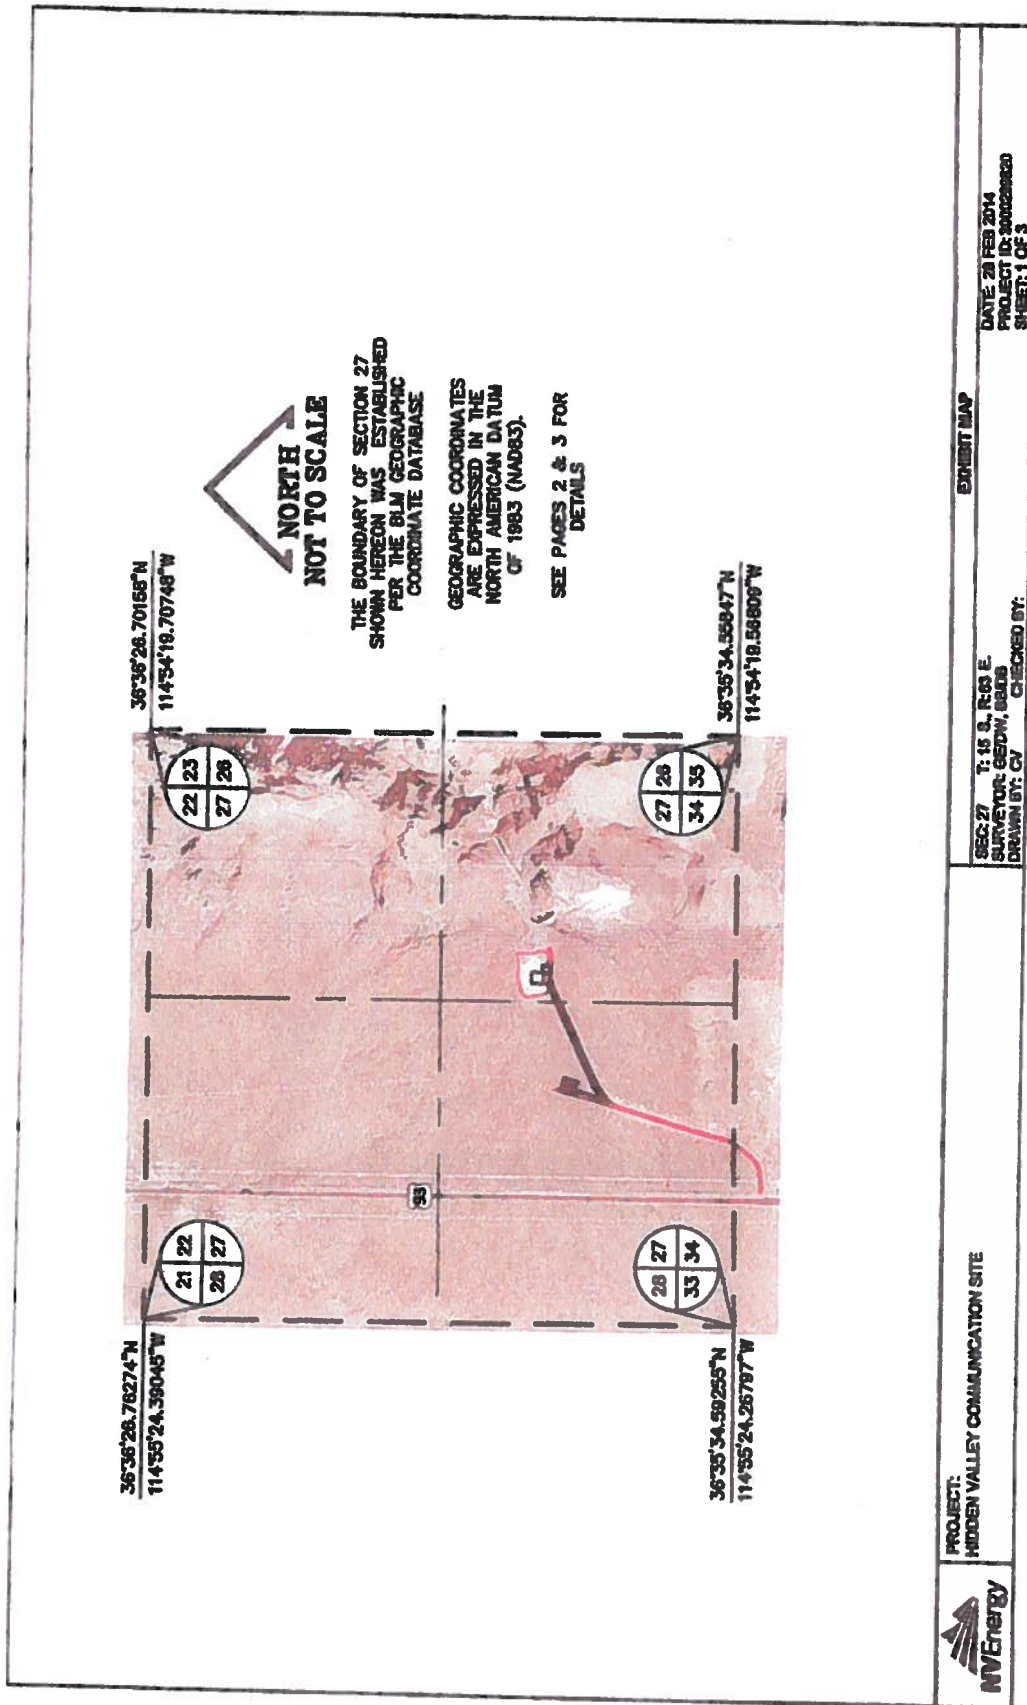 36°36'26.76274"N
114°55'24.39045"W
36°36'26.70158"N
114°54'19.70748"W
21 22
28 27
22 23
27 26
NORTH
NOT TO SCALE
THE BOUNDARY OF SECTION 27
SHOWN HEREON WAS ESTABLISHED
PER THE BLM GEOGRAPHIC
COORDINATE DATABASE
GEOGRAPHIC COORDINATES
ARE EXPRESSED IN THE
NORTH AMERICAN DATUM
OF 1983 (NAD83).
SEE PAGES 2 & 3 FOR
DETAILS
93
28 27
33 34
27 26
34 35
36°35'34.59255"N
114°55'24.26797"W
36°35'34.55847"N
114°54'19.56809"W
NVEnergy
PROJECT:
HIDDEN VALLEY COMMUNICATION SITE
EXHIBIT MAP
SEC: 27 T: 15 S., R: 63 E.
SURVEYOR:
DRAWN BY: CV CHECKED BY:
DATE: 28 FEB 2014
PROJECT ID:
SHEET: 1 OF 3